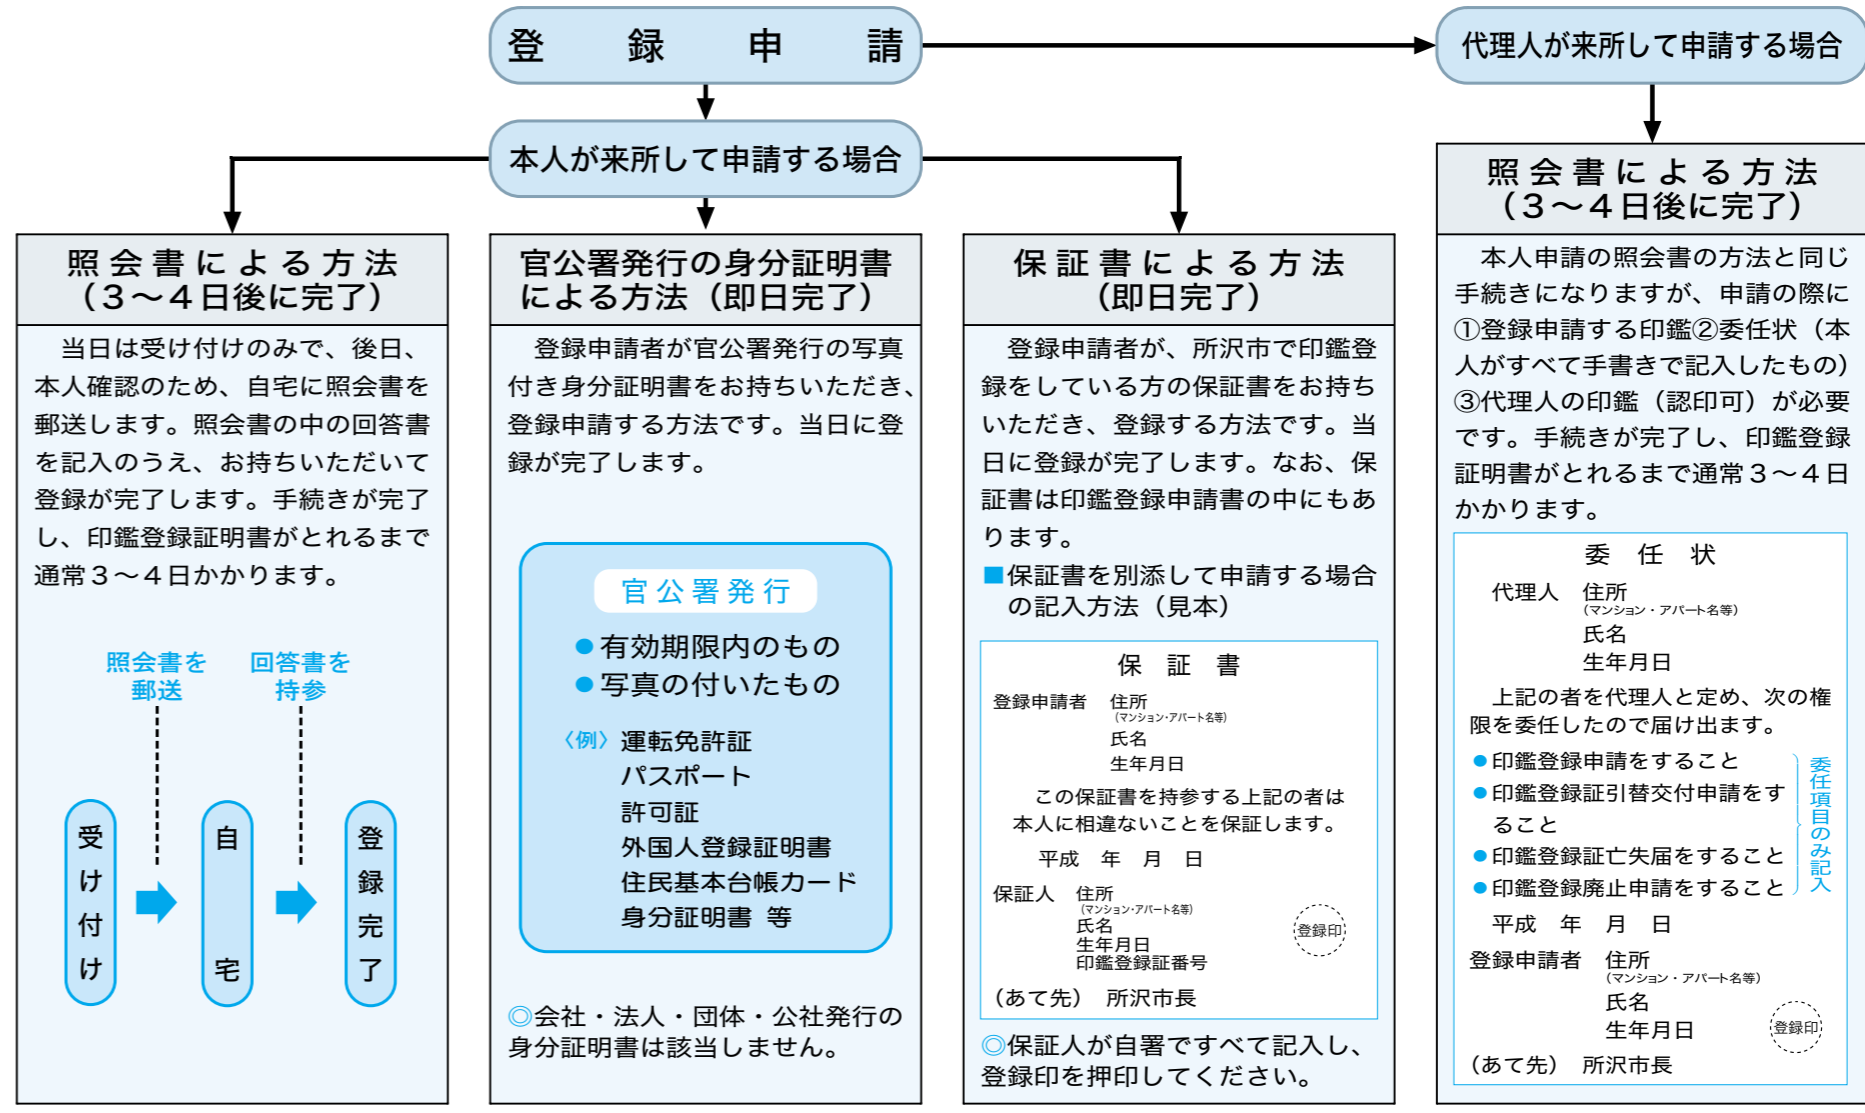 登録申請
代理人が来所して申請する場合
本人が来所して申請する場合
照会書による方法
（３～４日後に完了）
当日は受け付けのみで、後日、
本人確認のため、自宅に照会書を
郵送します。照会書の中の回答書
を記入のうえ、お持ちいただいて
登録が完了します。手続きが完了
し、印鑑登録証明書がとれるまで
通常３～４日かかります。
照会書を
郵送
回答書を
持参
受け付け
自宅
登録完了
官公署発行の身分証明書
による方法（即日完了）
登録申請者が官公署発行の写真
付き身分証明書をお持ちいただき、
登録申請する方法です。当日に登
録が完了します。
官公署発行
●有効期限内のもの
●写真の付いたもの
〈例〉運転免許証
パスポート
許可証
外国人登録証明書
住民基本台帳カード
身分証明書 等
◎会社・法人・団体・公社発行の
身分証明書は該当しません。
保証書による方法
（即日完了）
登録申請者が、所沢市で印鑑登
録をしている方の保証書をお持ち
いただき、登録する方法です。当
日に登録が完了します。なお、保
証書は印鑑登録申請書の中にもあ
ります。
■保証書を別添して申請する場合
の記入方法（見本）
保証書
登録申請者 住所
（マンション・アパート名等）
氏名
生年月日
この保証書を持参する上記の者は
本人に相違ないことを保証します。
平成 年 月 日
保証人 住所
（マンション・アパート名等）
氏名
生年月日
印鑑登録証番号
登録印
（あて先） 所沢市長
◎保証人が自署ですべて記入し、
登録印を押印してください。
照会書による方法
（３～４日後に完了）
本人申請の照会書の方法と同じ
手続きになりますが、申請の際に
①登録申請する印鑑②委任状（本
人がすべて手書きで記入したもの）
③代理人の印鑑（認印可）が必要
です。手続きが完了し、印鑑登録
証明書がとれるまで通常３～４日
かかります。
委任状
代理人 住所
（マンション・アパート名等）
氏名
生年月日
上記の者を代理人と定め、次の権
限を委任したので届け出ます。
●印鑑登録申請をすること
●印鑑登録証引替交付申請をす
ること
●印鑑登録証亡失届をすること
●印鑑登録廃止申請をすること
委任項目のみ記入
平成 年 月 日
登録申請者 住所
（マンション・アパート名等）
氏名
生年月日
登録印
（あて先） 所沢市長